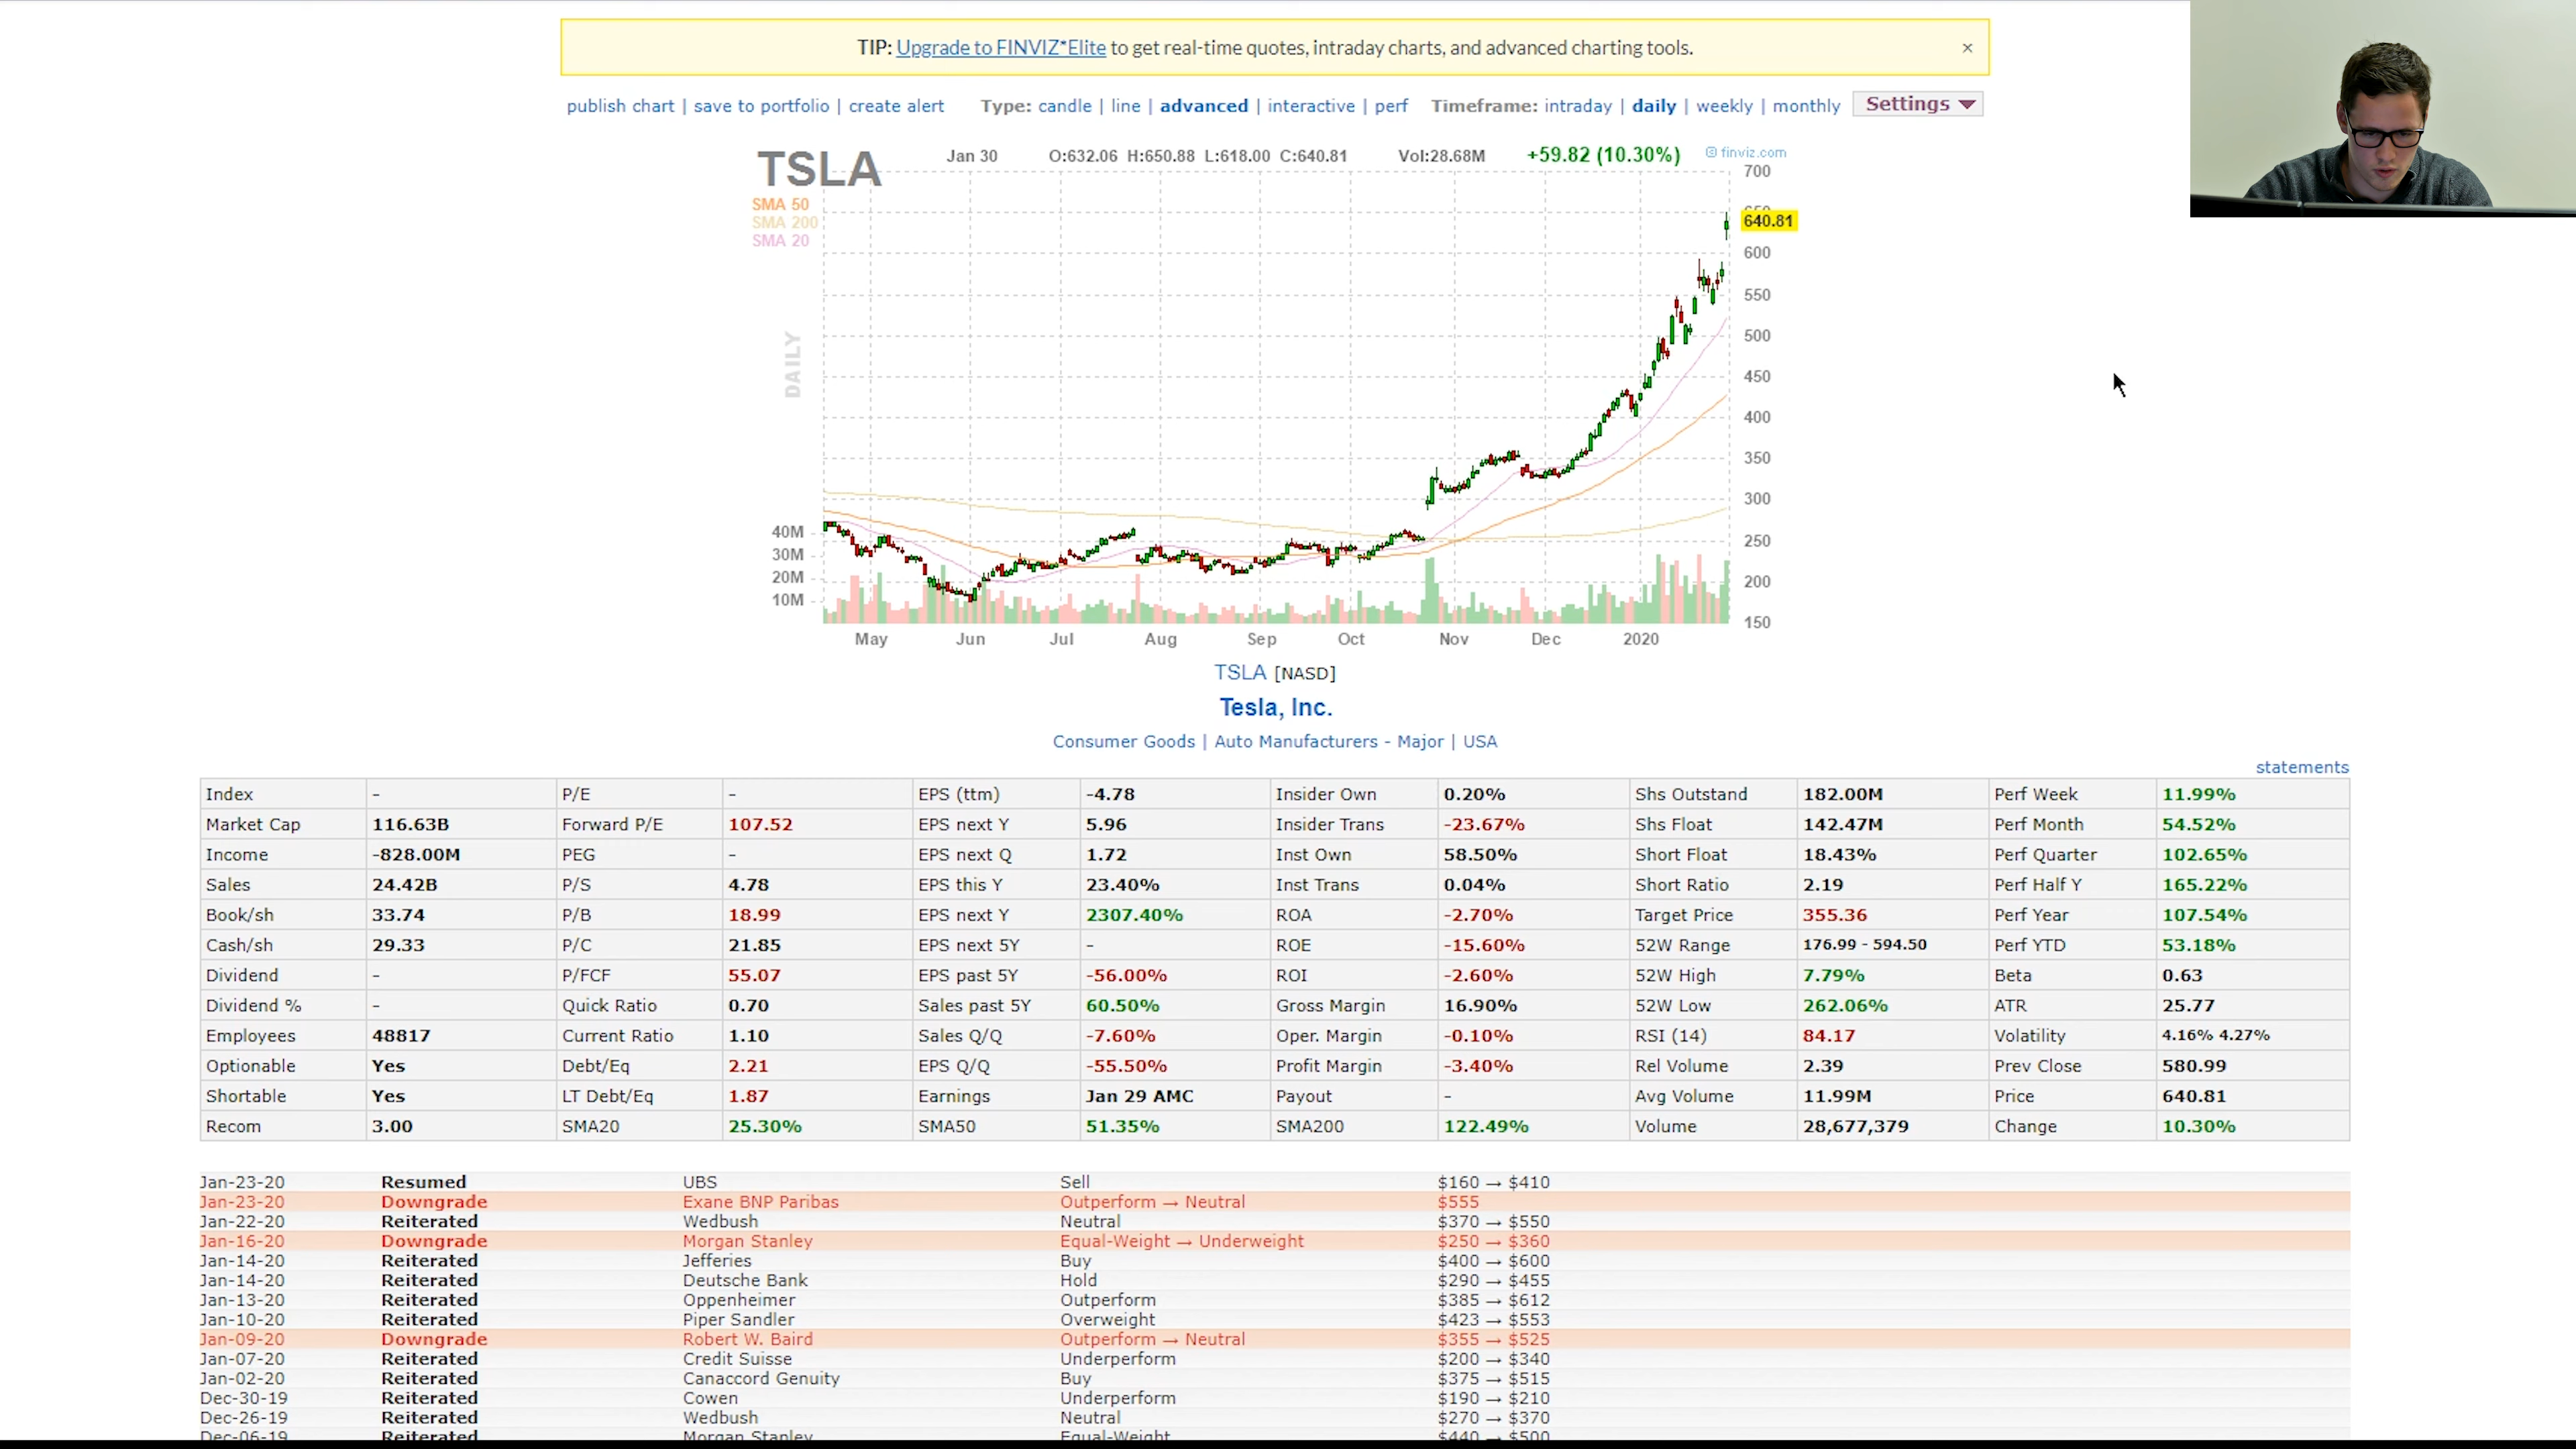 TIP: Upgrade to FINVIZ*Elite to get real-time quotes, intraday charts, and advanced charting tools. ×
publish chart | save to portfolio | create alert Type: candle | line | advanced | interactive | perf Timeframe: intraday | daily | weekly | monthly Settings
TSLA Jan 30 O:632.06 H:650.88 L:618.00 C:640.81 Vol:28.68M +59.82 (10.30%) © finviz.com
700
SMA 50
SMA 200
SMA 20
640.81
600
550
500
DAILY
450
400
350
300
40M
250
30M
20M
200
10M
150
May Jun Jul Aug Sep Oct Nov Dec 2020
TSLA [NASD]
Tesla, Inc.
Consumer Goods | Auto Manufacturers - Major | USA
statements
Index - P/E - EPS (ttm) -4.78 Insider Own 0.20% Shs Outstand 182.00M Perf Week 11.99%
Market Cap 116.63B Forward P/E 107.52 EPS next Y 5.96 Insider Trans -23.67% Shs Float 142.47M Perf Month 54.52%
Income -828.00M PEG - EPS next Q 1.72 Inst Own 58.50% Short Float 18.43% Perf Quarter 102.65%
Sales 24.42B P/S 4.78 EPS this Y 23.40% Inst Trans 0.04% Short Ratio 2.19 Perf Half Y 165.22%
Book/sh 33.74 P/B 18.99 EPS next Y 2307.40% ROA -2.70% Target Price 355.36 Perf Year 107.54%
Cash/sh 29.33 P/C 21.85 EPS next 5Y - ROE -15.60% 52W Range 176.99 - 594.50 Perf YTD 53.18%
Dividend - P/FCF 55.07 EPS past 5Y -56.00% ROI -2.60% 52W High 7.79% Beta 0.63
Dividend % - Quick Ratio 0.70 Sales past 5Y 60.50% Gross Margin 16.90% 52W Low 262.06% ATR 25.77
Employees 48817 Current Ratio 1.10 Sales Q/Q -7.60% Oper. Margin -0.10% RSI (14) 84.17 Volatility 4.16% 4.27%
Optionable Yes Debt/Eq 2.21 EPS Q/Q -55.50% Profit Margin -3.40% Rel Volume 2.39 Prev Close 580.99
Shortable Yes LT Debt/Eq 1.87 Earnings Jan 29 AMC Payout - Avg Volume 11.99M Price 640.81
Recom 3.00 SMA20 25.30% SMA50 51.35% SMA200 122.49% Volume 28,677,379 Change 10.30%
Jan-23-20 Resumed UBS Sell $160 → $410
Jan-23-20 Downgrade Exane BNP Paribas Outperform → Neutral $555
Jan-22-20 Reiterated Wedbush Neutral $370 → $550
Jan-16-20 Downgrade Morgan Stanley Equal-Weight → Underweight $250 → $360
Jan-14-20 Reiterated Jefferies Buy $400 → $600
Jan-14-20 Reiterated Deutsche Bank Hold $290 → $455
Jan-13-20 Reiterated Oppenheimer Outperform $385 → $612
Jan-10-20 Reiterated Piper Sandler Overweight $423 → $553
Jan-09-20 Downgrade Robert W. Baird Outperform → Neutral $355 → $525
Jan-07-20 Reiterated Credit Suisse Underperform $200 → $340
Jan-02-20 Reiterated Canaccord Genuity Buy $375 → $515
Dec-30-19 Reiterated Cowen Underperform $190 → $210
Dec-26-19 Reiterated Wedbush Neutral $270 → $370
Dec-06-19 Reiterated Morgan Stanley Equal-Weight $440 → $500